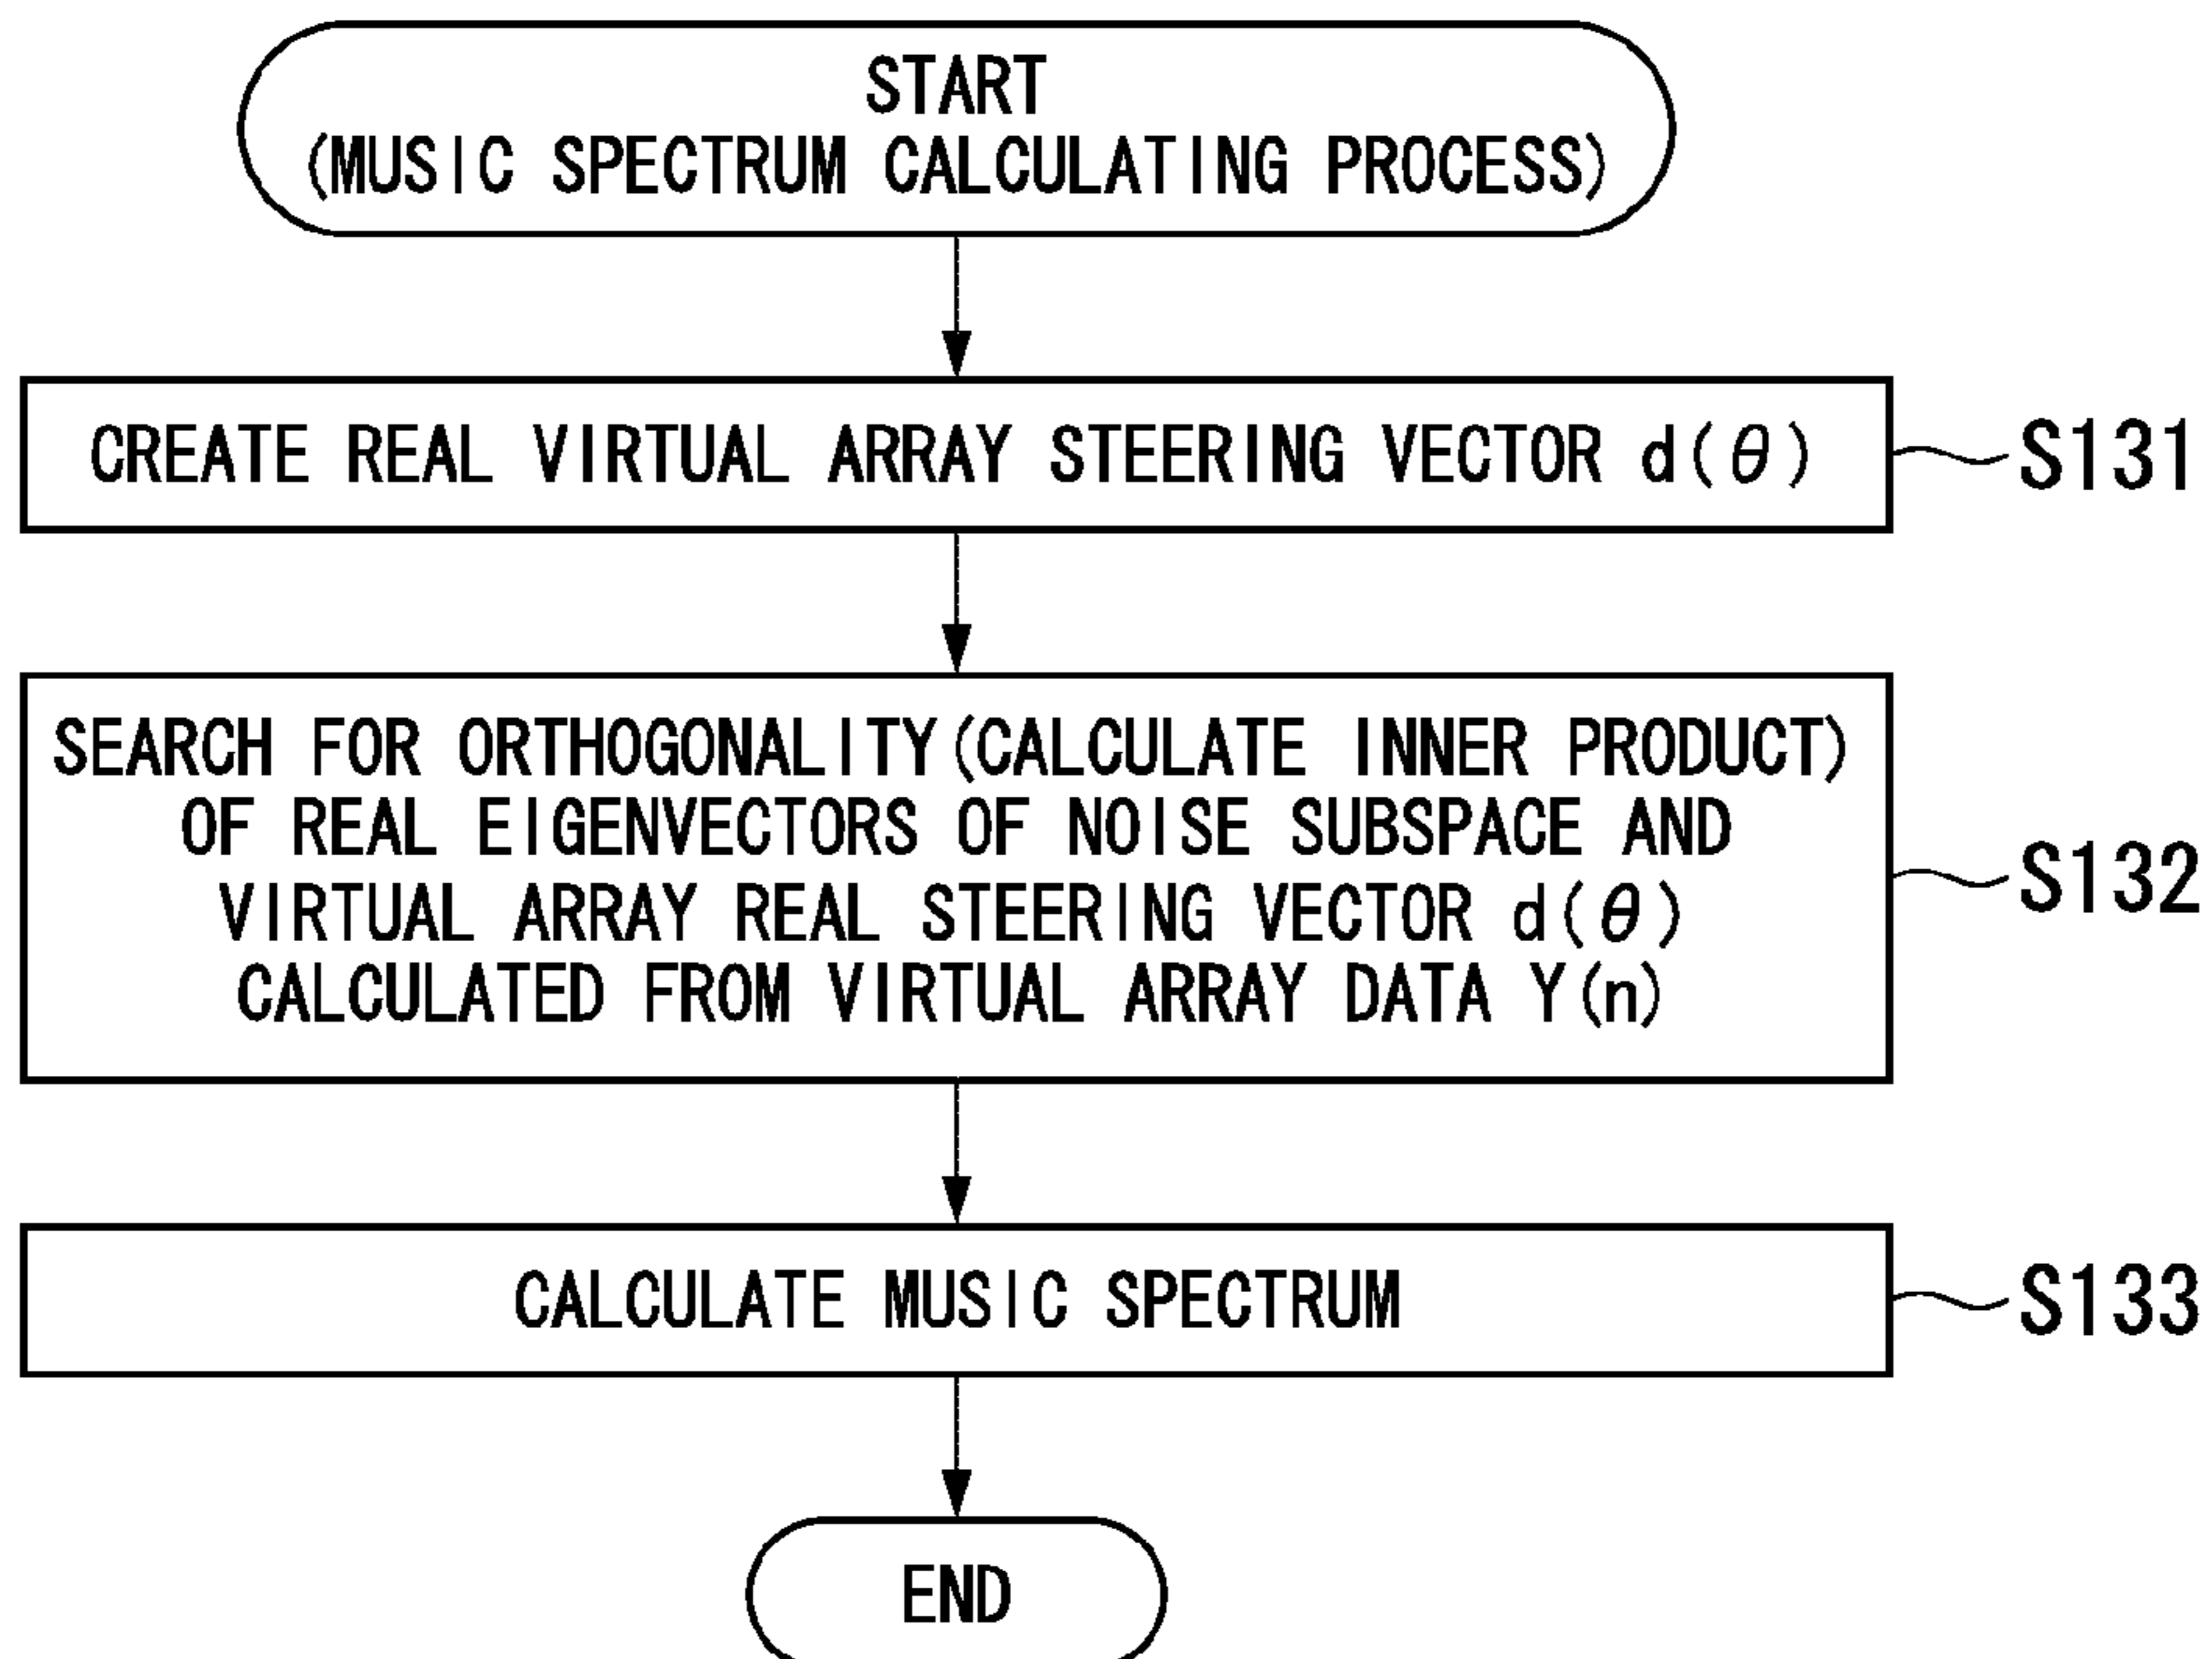 START
(MUSIC SPECTRUM CALCULATING PROCESS)
CREATE REAL VIRTUAL ARRAY STEERING VECTOR d(θ)
S131
SEARCH FOR ORTHOGONALITY(CALCULATE INNER PRODUCT)
OF REAL EIGENVECTORS OF NOISE SUBSPACE AND
VIRTUAL ARRAY REAL STEERING VECTOR d(θ)
CALCULATED FROM VIRTUAL ARRAY DATA Y(n)
S132
CALCULATE MUSIC SPECTRUM
S133
END